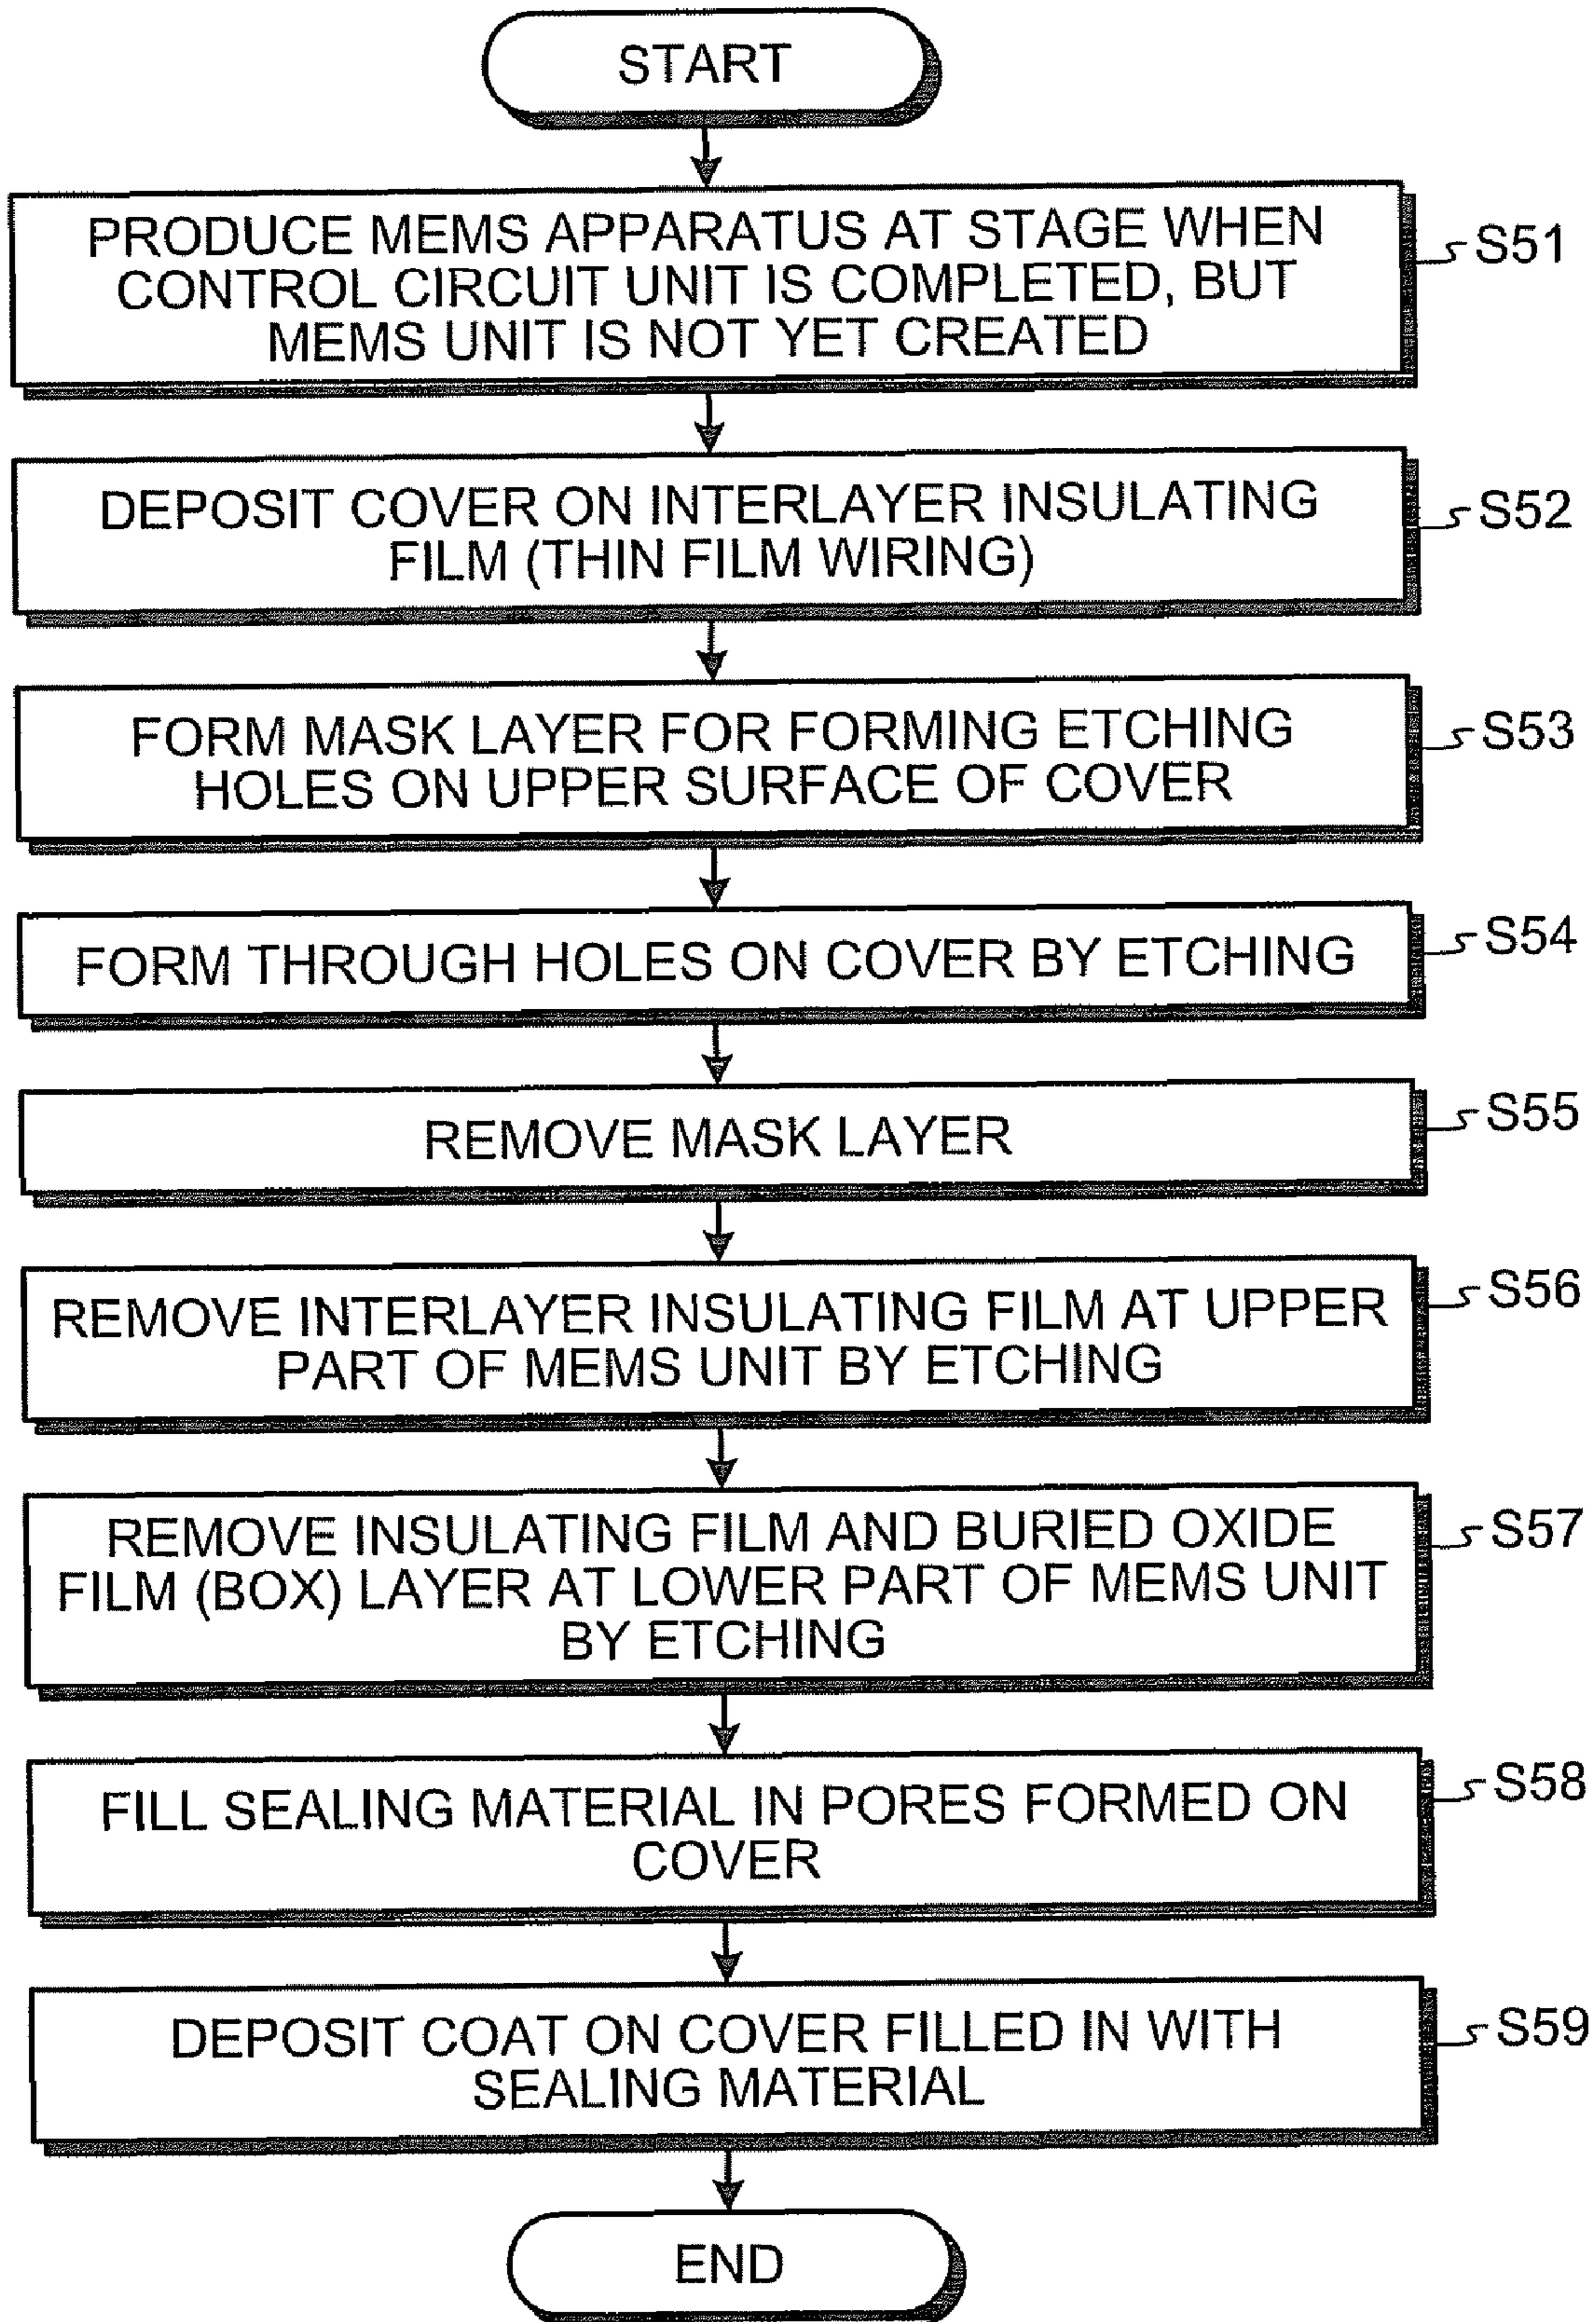 START
PRODUCE MEMS APPARATUS AT STAGE WHEN
CONTROL CIRCUIT UNIT IS COMPLETED, BUT
MEMS UNIT IS NOT YET CREATED
S51
DEPOSIT COVER ON INTERLAYER INSULATING
FILM (THIN FILM WIRING)
S52
FORM MASK LAYER FOR FORMING ETCHING
HOLES ON UPPER SURFACE OF COVER
S53
FORM THROUGH HOLES ON COVER BY ETCHING
S54
REMOVE MASK LAYER
S55
REMOVE INTERLAYER INSULATING FILM AT UPPER
PART OF MEMS UNIT BY ETCHING
S56
REMOVE INSULATING FILM AND BURIED OXIDE
FILM (BOX) LAYER AT LOWER PART OF MEMS UNIT
BY ETCHING
S57
FILL SEALING MATERIAL IN PORES FORMED ON
COVER
S58
DEPOSIT COAT ON COVER FILLED IN WITH
SEALING MATERIAL
S59
END